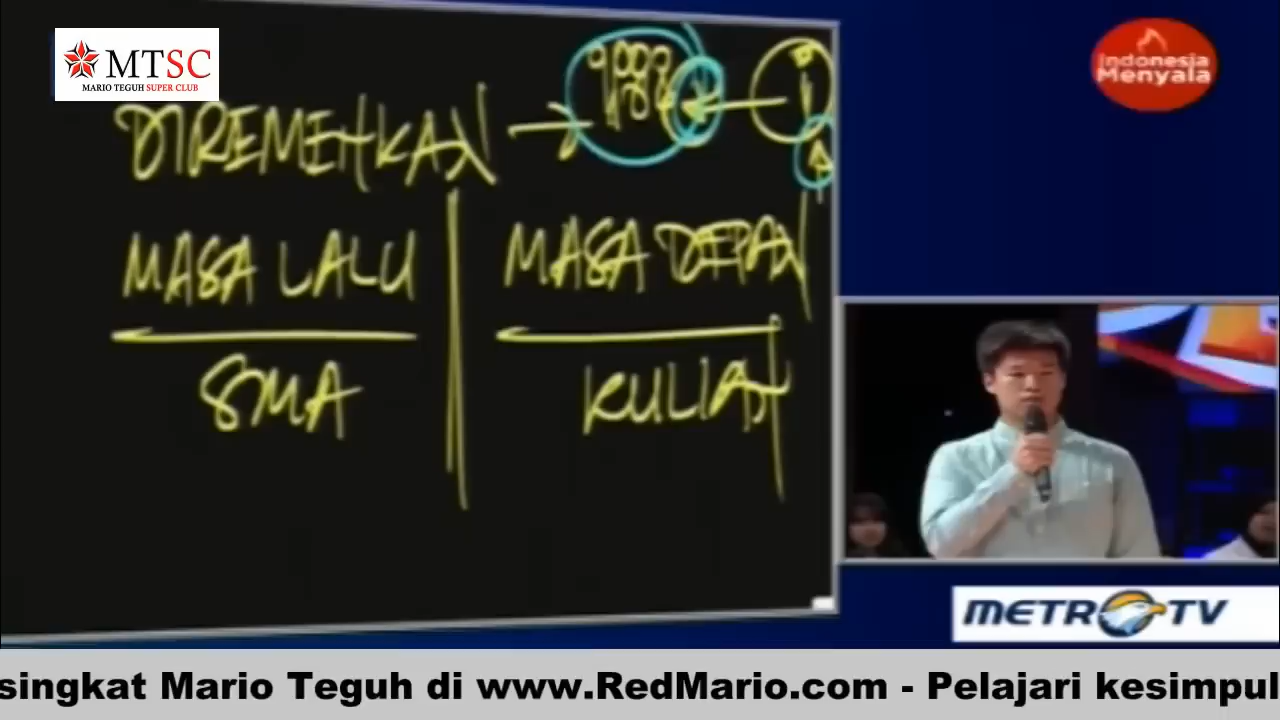 MTSC
MARIO TEGUH SUPER CLUB
Indonesia
Menyala
DIREMEHKAN
MASA LALU
MASA DEPAN
SMA
KULIAH
METRO TV
singkat Mario Teguh di www.RedMario.com - Pelajari kesimpul